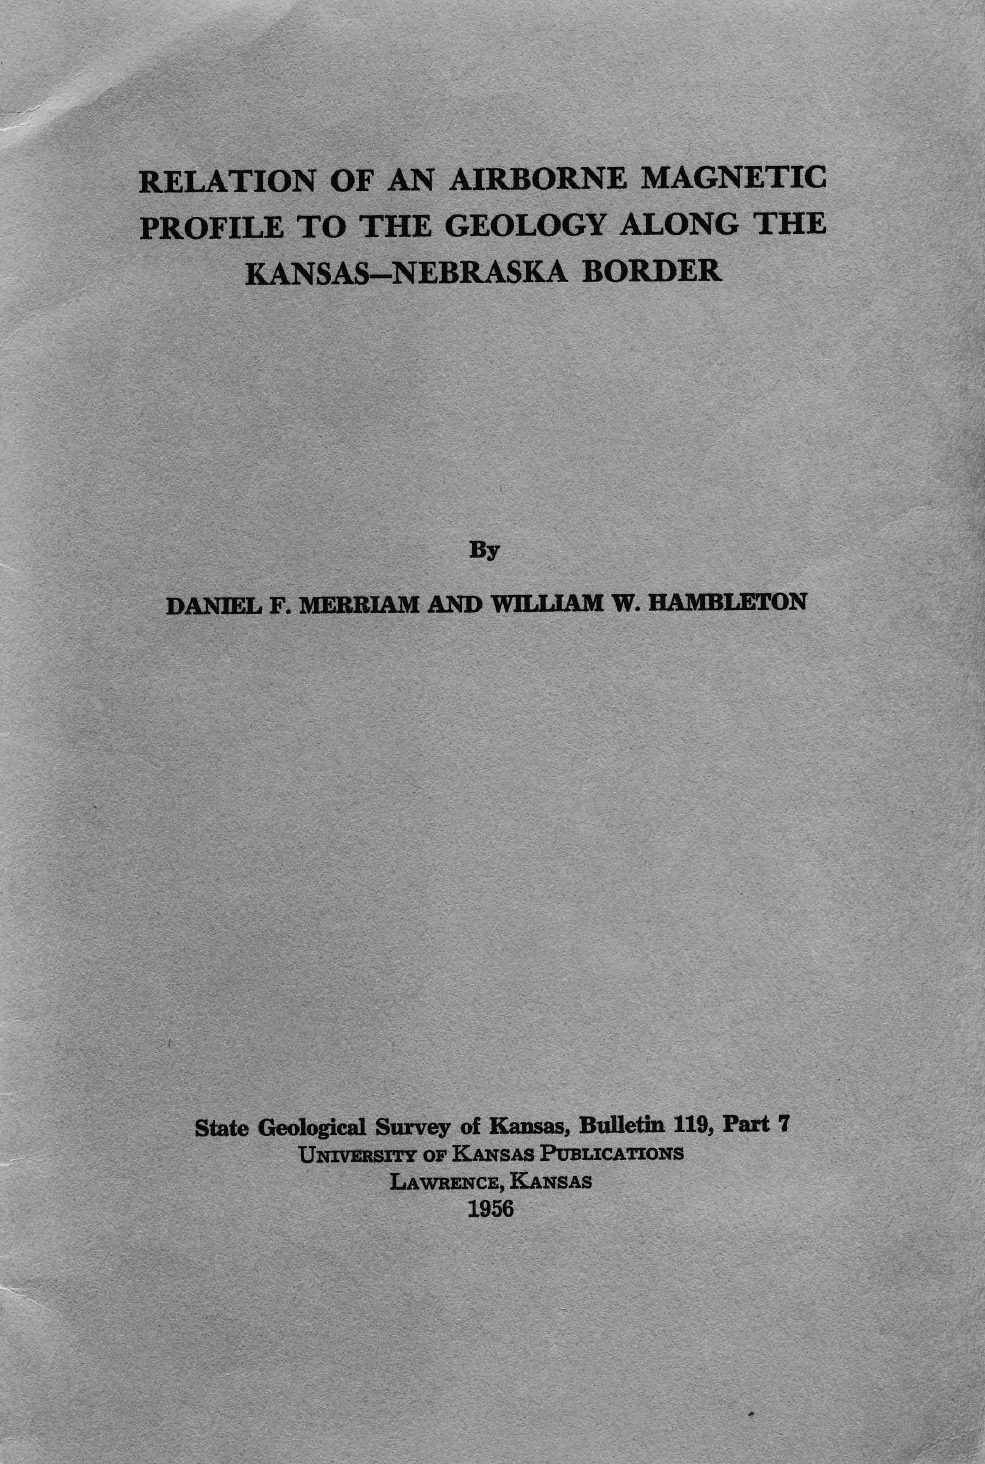 RELATION OF AN AIRBORNE MAGNETIC
PROFILE TO THE GEOLOGY ALONG THE
KANSAS—NEBRASKA BORDER
By
DANIEL F. MERRIAM AND WILLIAM W. HAMBLETON
State Geological Survey of Kansas, Bulletin 119, Part 7
UNIVERSITY OF KANSAS PUBLICATIONS
LAWRENCE, KANSAS
1956